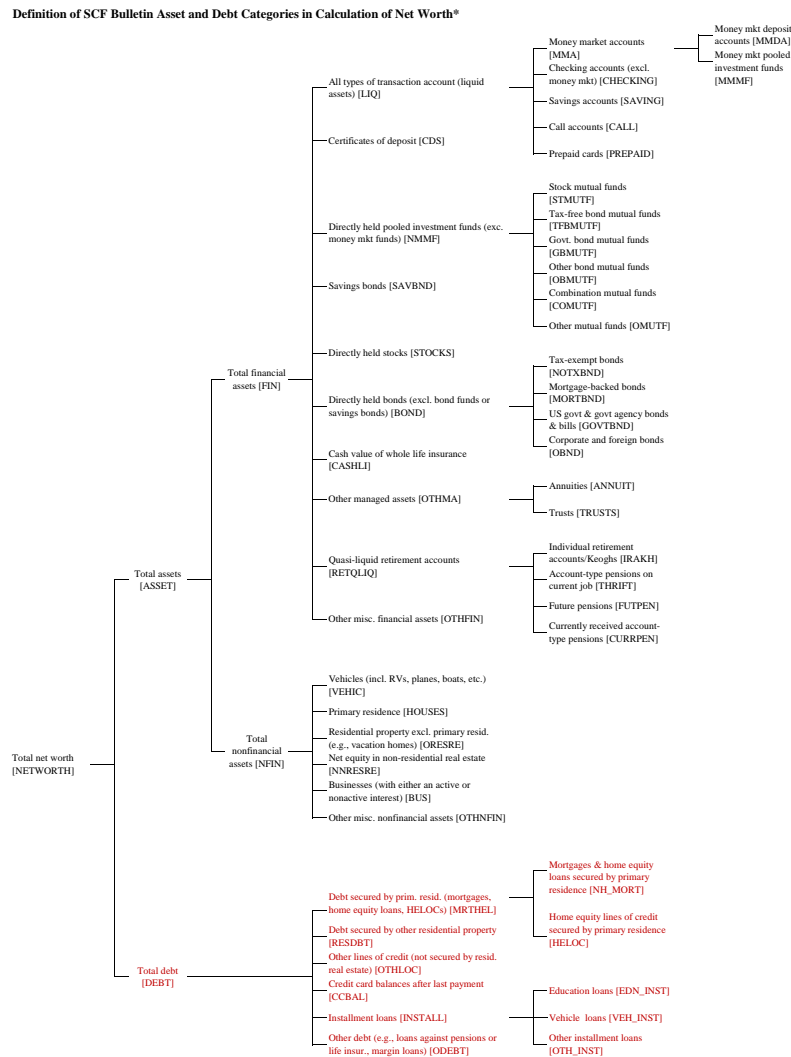 Definition of SCF Bulletin Asset and Debt Categories in Calculation of Net Worth*
Total net worth
[NETWORTH]
Total assets
[ASSET]
Total financial
assets [FIN]
All types of transaction account (liquid
assets) [LIQ]
Money market accounts
[MMA]
Money mkt deposit
accounts [MMDA]
Money mkt pooled
investment funds
[MMMF]
Checking accounts (excl.
money mkt) [CHECKING]
Savings accounts [SAVING]
Call accounts [CALL]
Prepaid cards [PREPAID]
Certificates of deposit [CDS]
Directly held pooled investment funds (exc.
money mkt funds) [NMMF]
Stock mutual funds
[STMUTF]
Tax-free bond mutual funds
[TFBMUTF]
Govt. bond mutual funds
[GBMUTF]
Other bond mutual funds
[OBMUTF]
Combination mutual funds
[COMUTF]
Other mutual funds [OMUTF]
Savings bonds [SAVBND]
Directly held stocks [STOCKS]
Directly held bonds (excl. bond funds or
savings bonds) [BOND]
Tax-exempt bonds
[NOTXBND]
Mortgage-backed bonds
[MORTBND]
US govt & govt agency bonds
& bills [GOVTBND]
Corporate and foreign bonds
[OBND]
Cash value of whole life insurance
[CASHLI]
Other managed assets [OTHMA]
Annuities [ANNUIT]
Trusts [TRUSTS]
Quasi-liquid retirement accounts
[RETQLIQ]
Individual retirement
accounts/Keoghs [IRAKH]
Account-type pensions on
current job [THRIFT]
Future pensions [FUTPEN]
Currently received account-
type pensions [CURRPEN]
Other misc. financial assets [OTHFIN]
Total
nonfinancial
assets [NFIN]
Vehicles (incl. RVs, planes, boats, etc.)
[VEHIC]
Primary residence [HOUSES]
Residential property excl. primary resid.
(e.g., vacation homes) [ORESRE]
Net equity in non-residential real estate
[NNRESRE]
Businesses (with either an active or
nonactive interest) [BUS]
Other misc. nonfinancial assets [OTHNFIN]
Total debt
[DEBT]
Debt secured by prim. resid. (mortgages,
home equity loans, HELOCs) [MRTHEL]
Mortgages & home equity
loans secured by primary
residence [NH_MORT]
Home equity lines of credit
secured by primary residence
[HELOC]
Debt secured by other residential property
[RESDBT]
Other lines of credit (not secured by resid.
real estate) [OTHLOC]
Credit card balances after last payment
[CCBAL]
Installment loans [INSTALL]
Education loans [EDN_INST]
Vehicle  loans [VEH_INST]
Other installment loans
[OTH_INST]
Other debt (e.g., loans against pensions or
life insur., margin loans) [ODEBT]